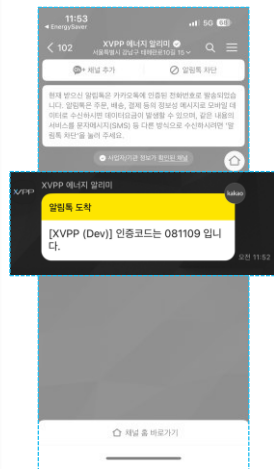 11:53
◀ EnergySaver
5G 60
102
XVPP 에너지 알리미
서울특별시 강남구 테헤란로10길 15
채널 추가
알림톡 차단
현재 받으신 알림톡은 카카오톡에 인증된 전화번호로 발송되었습
니다. 알림톡은 주문, 배송, 결제 등의 정보성 메시지로 모바일 데
이터로 수신하시면 데이터요금이 발생할 수 있으며, 같은 내용의
서비스를 문자메시지(SMS) 등 다른 방식으로 수신하시려면 '알
림톡 차단'을 눌러 주세요.
사업자/기관 정보가 확인된 채널
XVPP
XVPP 에너지 알리미
kakao
알림톡 도착
[XVPP (Dev)] 인증코드는 081109 입니
다.
오전 11:52
채널 홈 바로가기